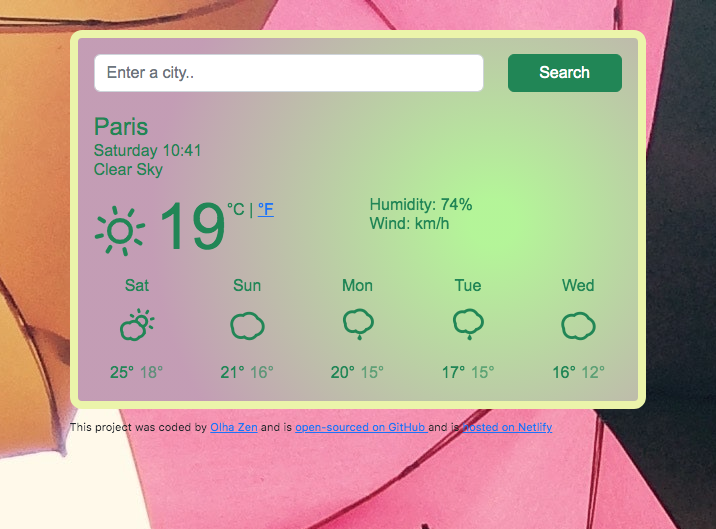 Enter a city..
Search
Paris
Saturday 10:41
Clear Sky
19 °C | °F
Humidity: 74%
Wind: km/h
Sat Sun Mon Tue Wed
25° 18° 21° 16° 20° 15° 17° 15° 16° 12°
This project was coded by Olha Zen and is open-sourced on GitHub and is hosted on Netlify